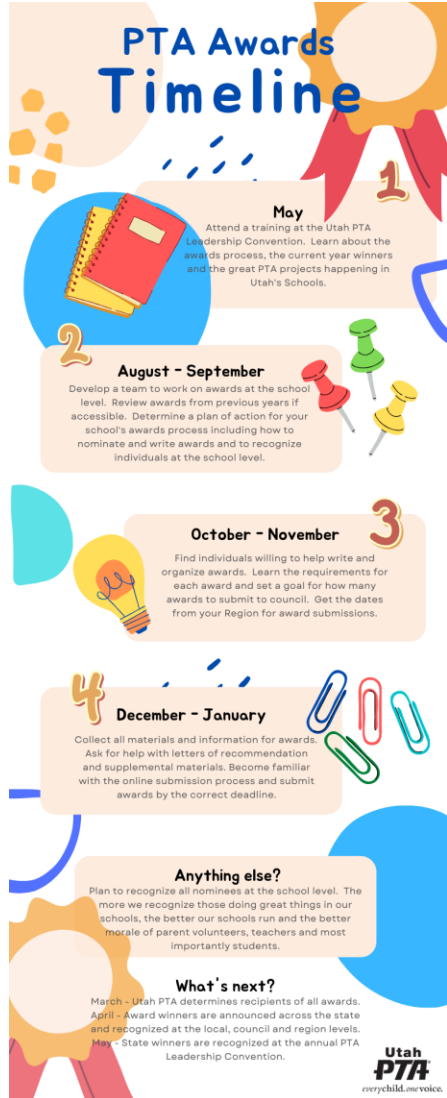 PTA Awards
Timeline
1
May
Attend a training at the Utah PTA
Leadership Convention. Learn about the
awards process, the current year winners
and the great PTA projects happening in
Utah's Schools.
2
August - September
Develop a team to work on awards at the school
level. Review awards from previous years if
accessible. Determine a plan of action for your
school's awards process including how to
nominate and write awards and to recognize
individuals at the school level.
3
October - November
Find individuals willing to help write and
organize awards. Learn the requirements for
each award and set a goal for how many
awards to submit to council. Get the dates
from your Region for award submissions.
4
December - January
Collect all materials and information for awards.
Ask for help with letters of recommendation
and supplemental materials. Become familiar
with the online submission process and submit
awards by the correct deadline.
Anything else?
Plan to recognize all nominees at the school level. The
more we recognize those doing great things in our
schools, the better our schools run and the better
morale of parent volunteers, teachers and most
importantly students.
What's next?
March - Utah PTA determines recipients of all awards.
April - Award winners are announced across the state
and recognized at the local, council and region levels.
May - State winners are recognized at the annual PTA
Leadership Convention.
Utah
PTA
everychild.onevoice.